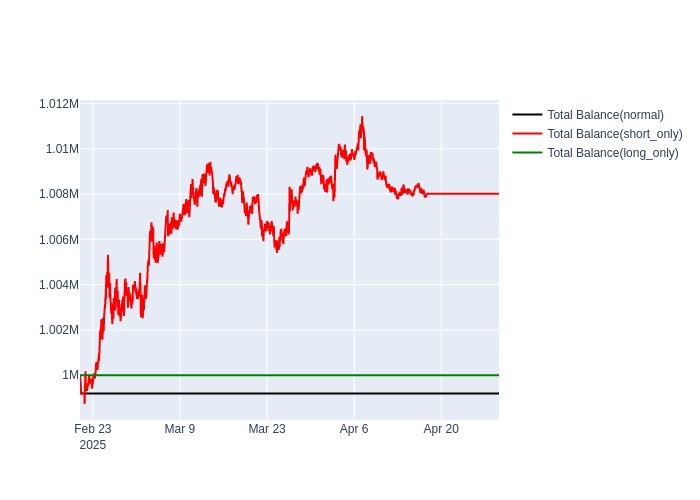 1.012M
1.01M
1.008M
1.006M
1.004M
1.002M
1M
Feb 23
2025
Mar 9
Mar 23
Apr 6
Apr 20
Total Balance(normal)
Total Balance(short_only)
Total Balance(long_only)